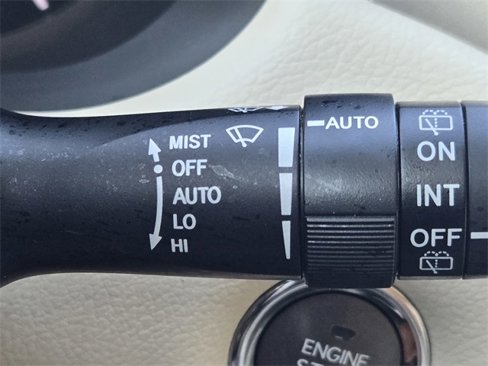 MIST
OFF
AUTO
LO
HI
AUTO
ON
INT
OFF
ENGINE